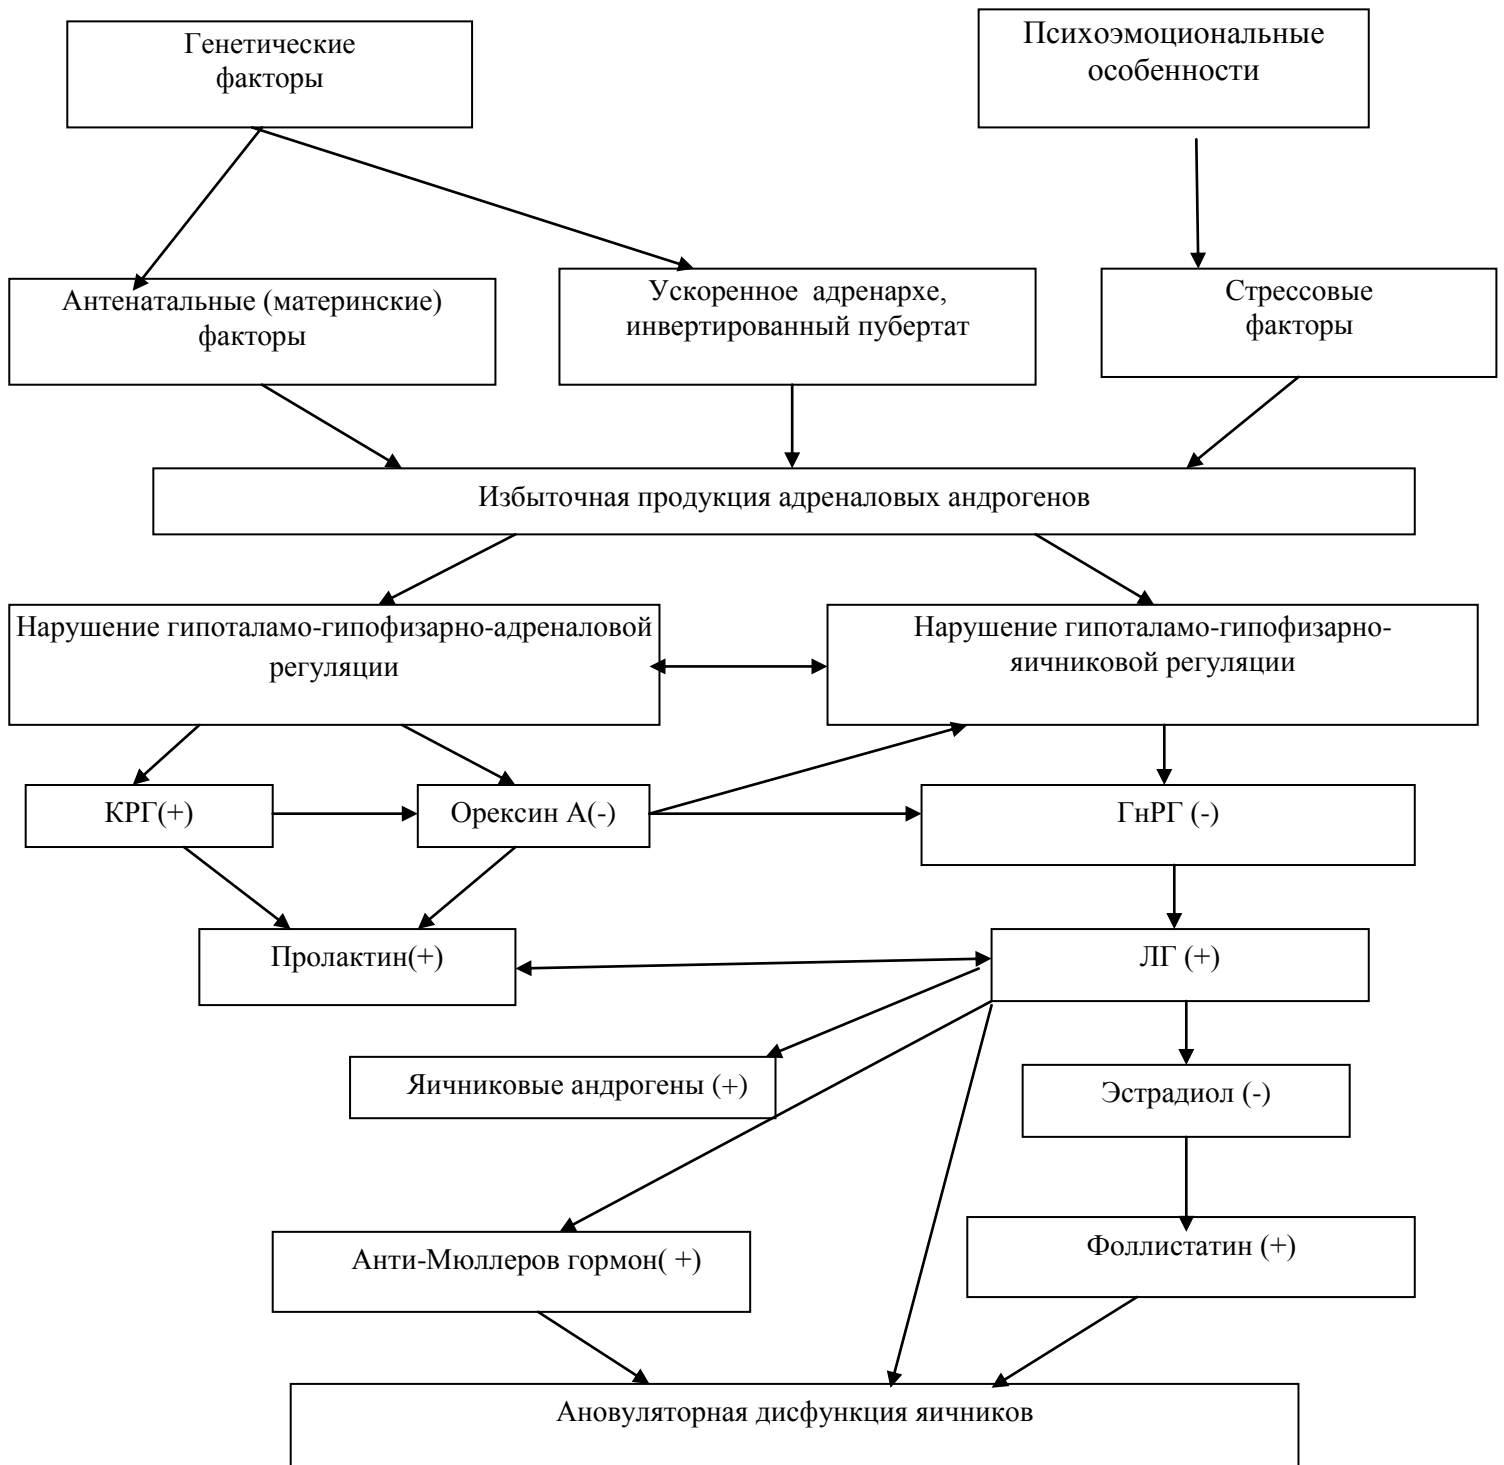 Генетические
факторы
Психоэмоциональные
особенности
Антенатальные (материнские)
факторы
Ускоренное адренархе,
инвертированный пубертат
Стрессовые
факторы
Избыточная продукция адреналовых андрогенов
Нарушение гипоталамо-гипофизарно-адреналовой
регуляции
Нарушение гипоталамо-гипофизарно-
яичниковой регуляции
КРГ(+)
Орексин А(-)
ГнРГ (-)
Пролактин(+)
ЛГ (+)
Яичниковые андрогены (+)
Эстрадиол (-)
Анти-Мюллеров гормон( +)
Фоллистатин (+)
Ановуляторная дисфункция яичников